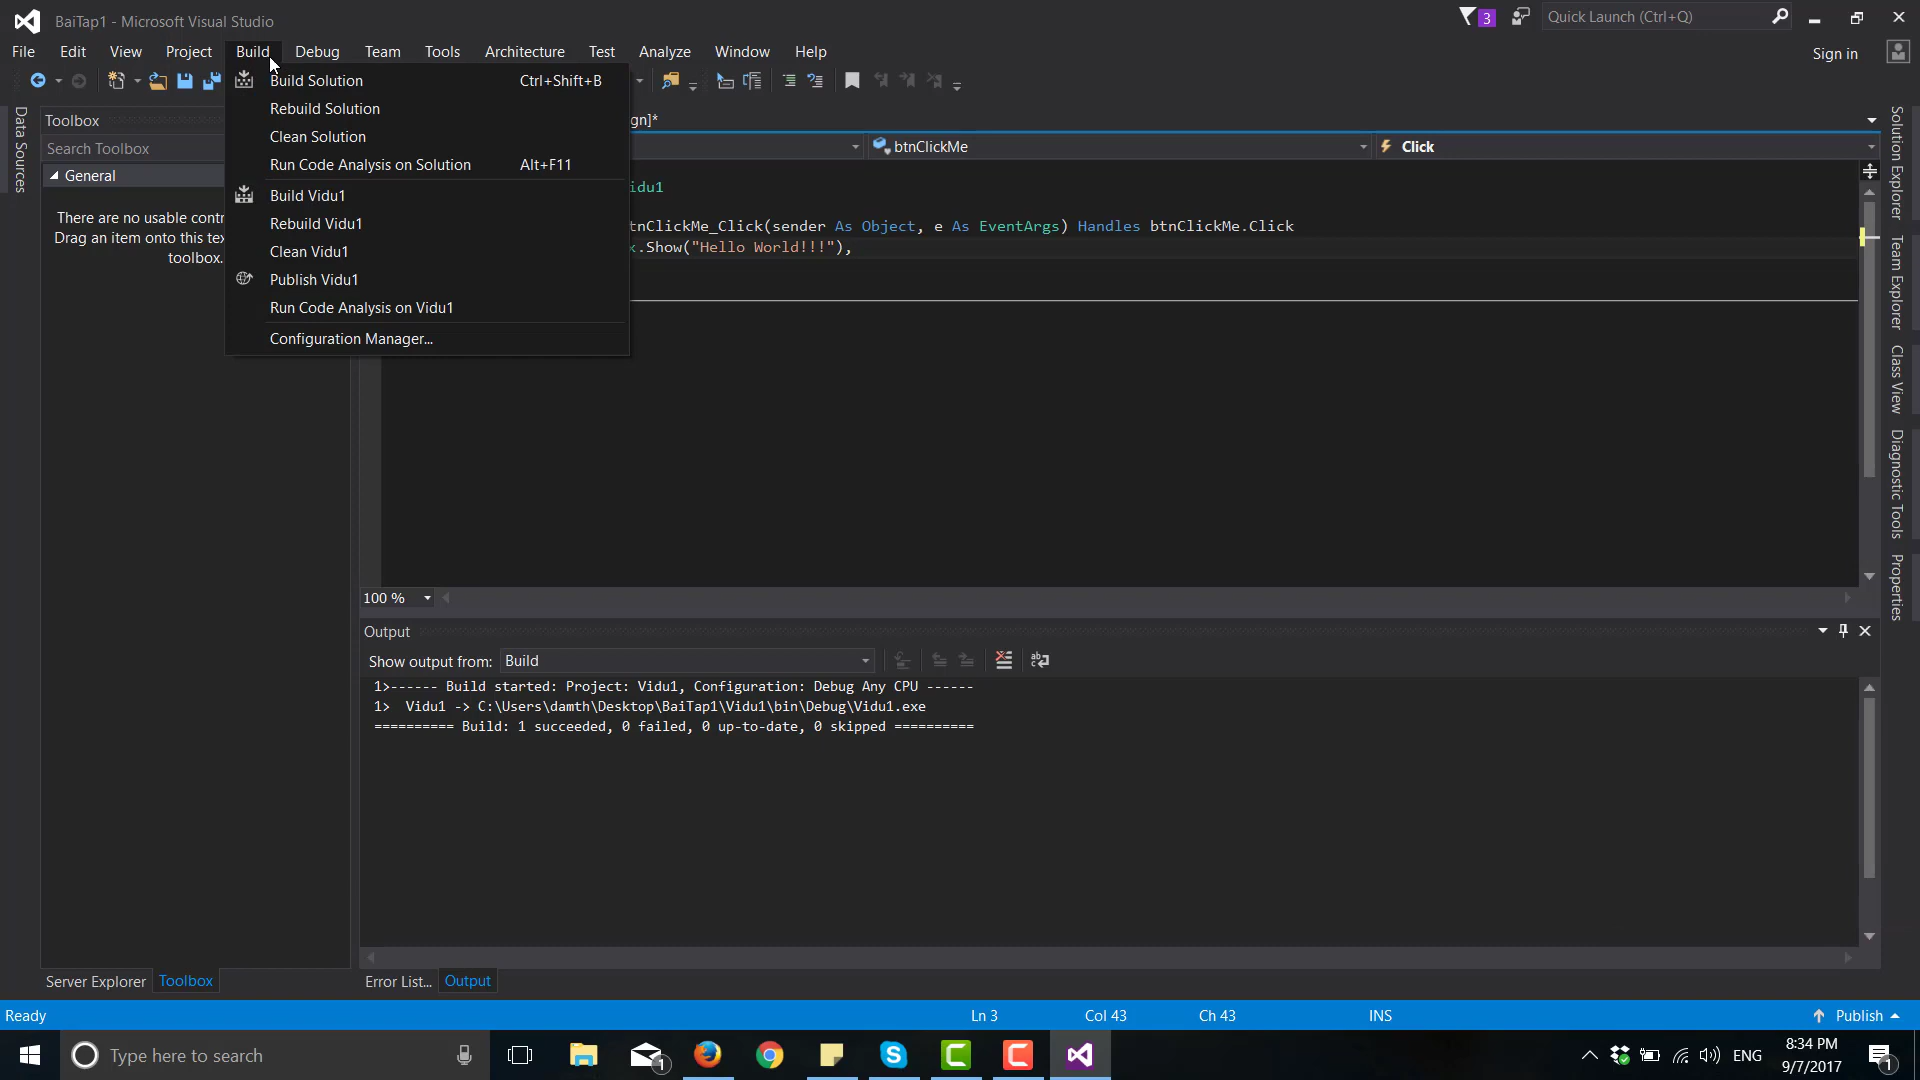 BaiTap1 - Microsoft Visual Studio
3
Quick Launch (Ctrl+Q)
File Edit View Project Build Debug Team Tools Architecture Test Analyze Window Help
Sign in
Build Solution Ctrl+Shift+B
Rebuild Solution
Clean Solution
Run Code Analysis on Solution Alt+F11
Build Vidu1
Rebuild Vidu1
Clean Vidu1
Publish Vidu1
Run Code Analysis on Vidu1
Configuration Manager...
Data Sources
Toolbox
Search Toolbox
General
There are no usable contr
Drag an item onto this tex
toolbox.
gn]*
btnClickMe
Click
idu1
tnClickMe_Click(sender As Object, e As EventArgs) Handles btnClickMe.Click
x.Show("Hello World!!!"),
Solution Explorer
Team Explorer
Class View
Diagnostic Tools
Properties
100 %
Output
Show output from: Build
1>------ Build started: Project: Vidu1, Configuration: Debug Any CPU ------
1>  Vidu1 -> C:\Users\damth\Desktop\BaiTap1\Vidu1\bin\Debug\Vidu1.exe
========== Build: 1 succeeded, 0 failed, 0 up-to-date, 0 skipped ==========
Server Explorer Toolbox
Error List... Output
Ready
Ln 3 Col 43 Ch 43 INS
Publish
Type here to search
1
ENG
8:34 PM
9/7/2017
1